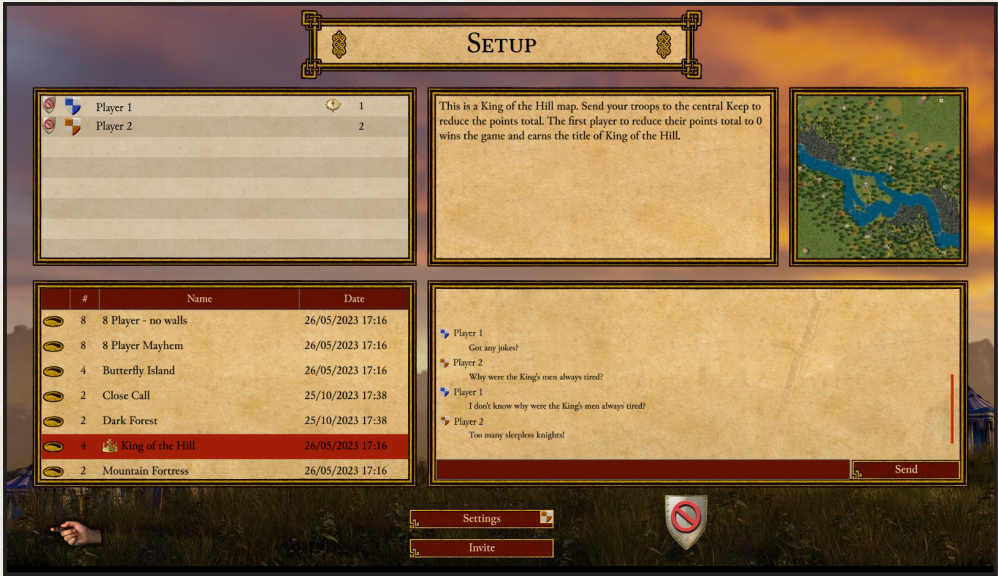 SETUP
Player 1 1
Player 2 2
This is a King of the Hill map. Send your troops to the central Keep to
reduce the points total. The first player to reduce their points total to 0
wins the game and earns the title of King of the Hill.
# Name Date
8 8 Player - no walls 26/05/2023 17:16
8 8 Player Mayhem 26/05/2023 17:16
4 Butterfly Island 26/05/2023 17:16
2 Close Call 25/10/2023 17:38
2 Dark Forest 25/10/2023 17:38
4 King of the Hill 26/05/2023 17:16
2 Mountain Fortress 26/05/2023 17:16
Player 1
Got any jokes?
Player 2
Why were the King's men always tired?
Player 1
I don't know why were the King's men always tired?
Player 2
Too many sleepless knights!
Send
Settings
Invite